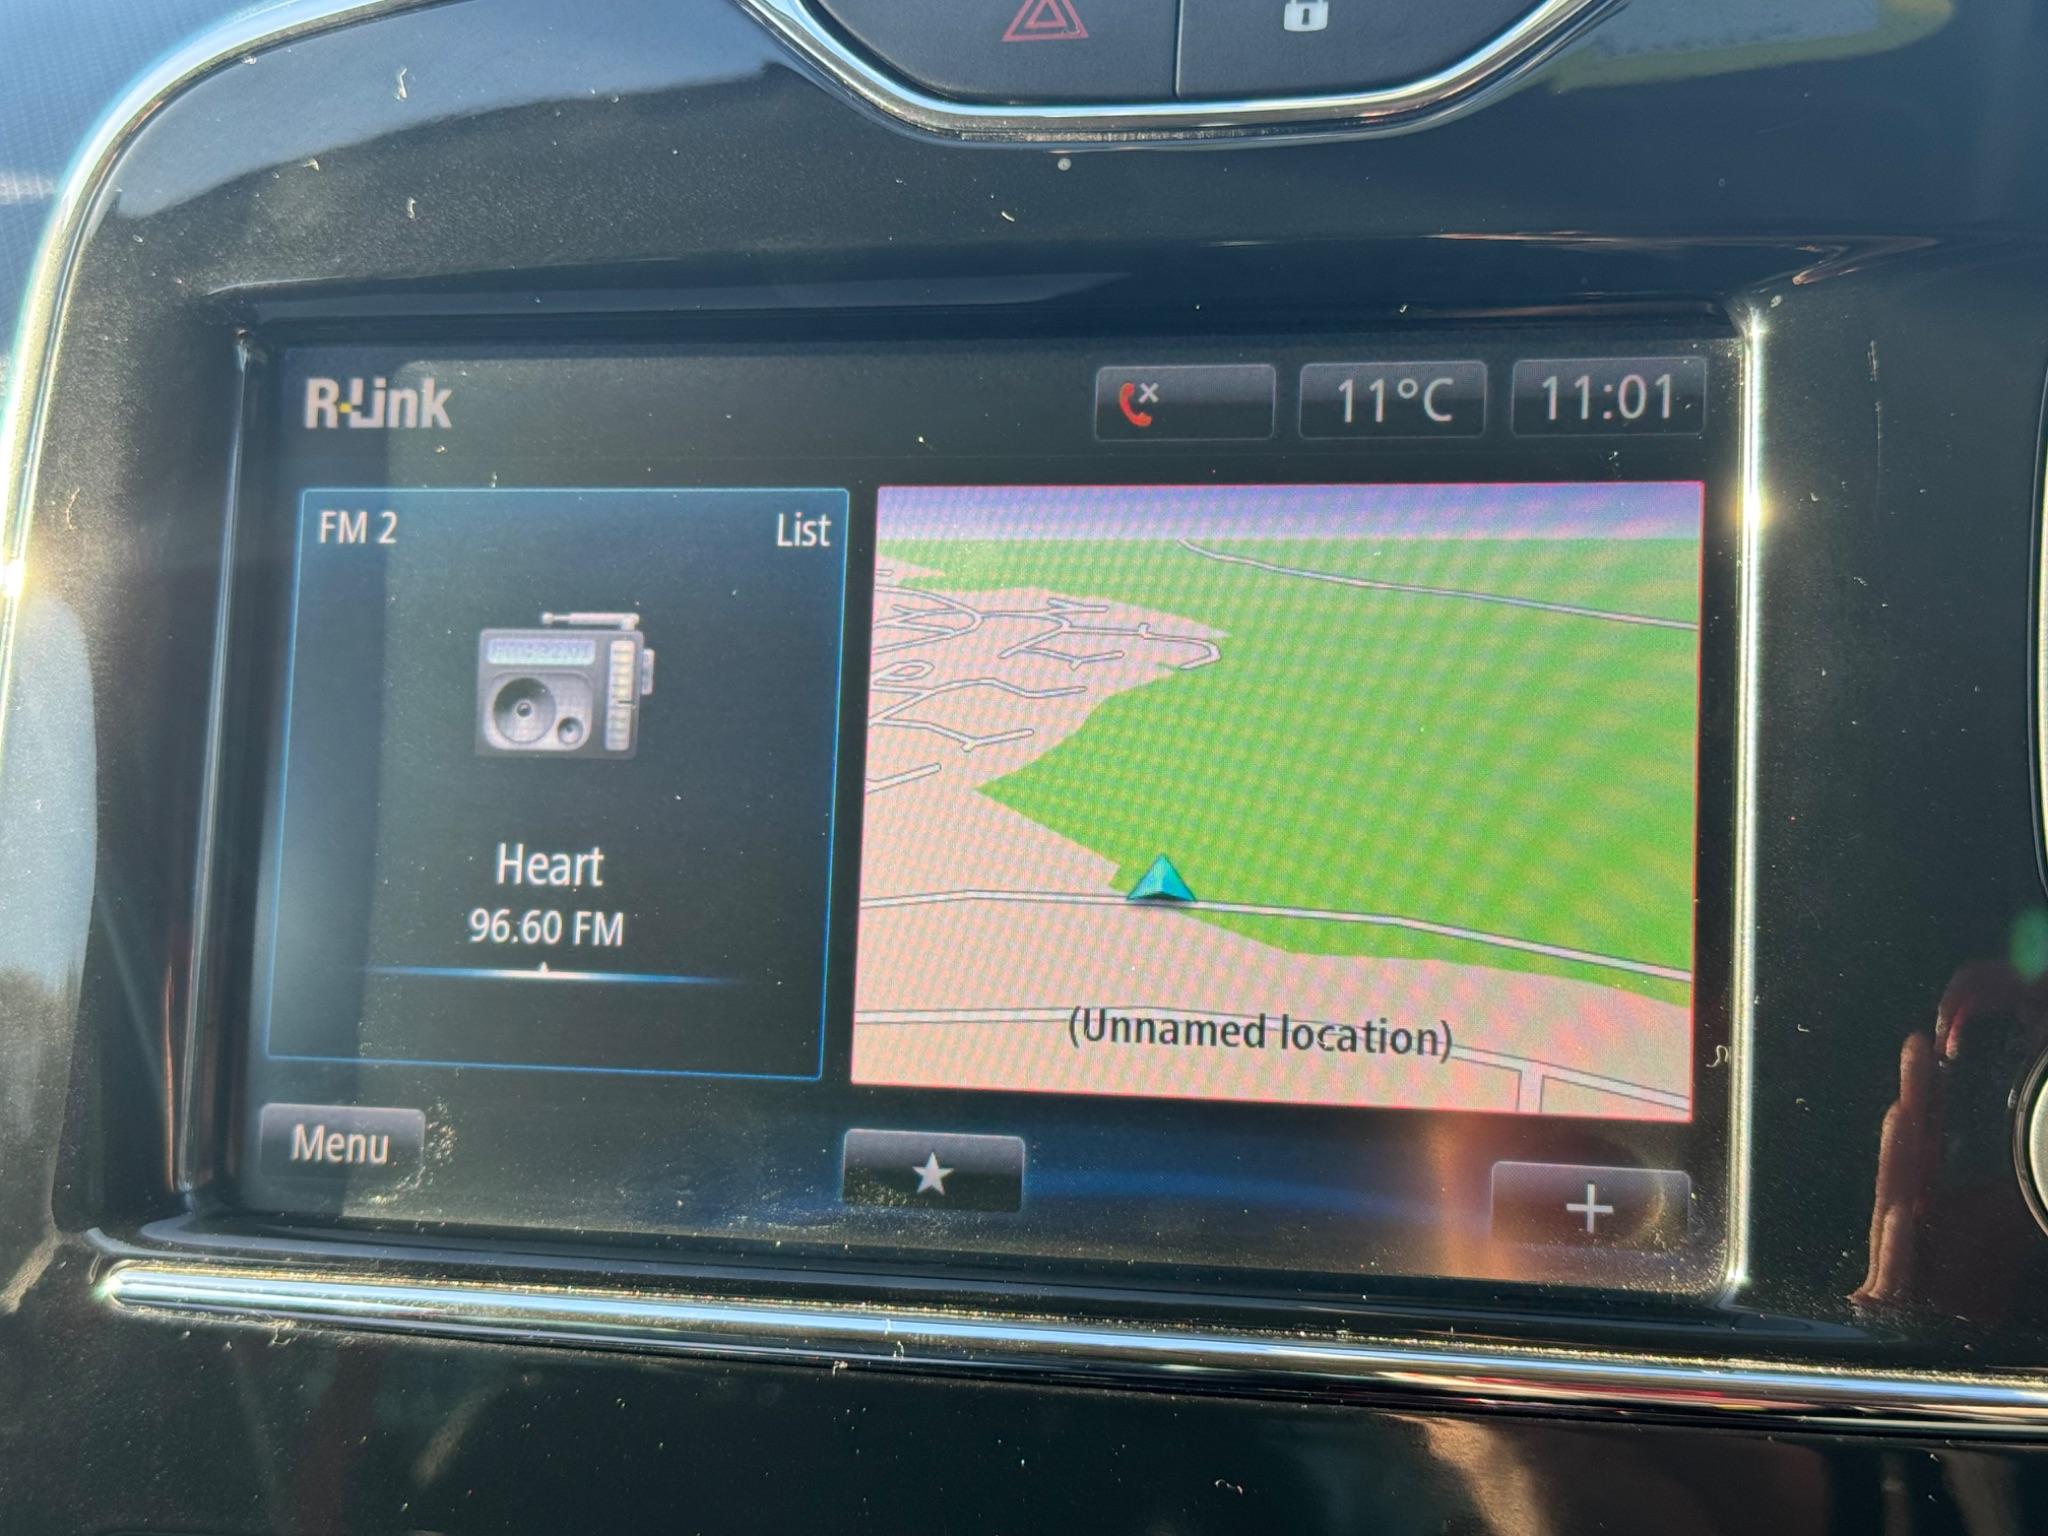 R-Link
11°C
11:01
FM 2
List
Heart
96.60 FM
(Unnamed location)
Menu